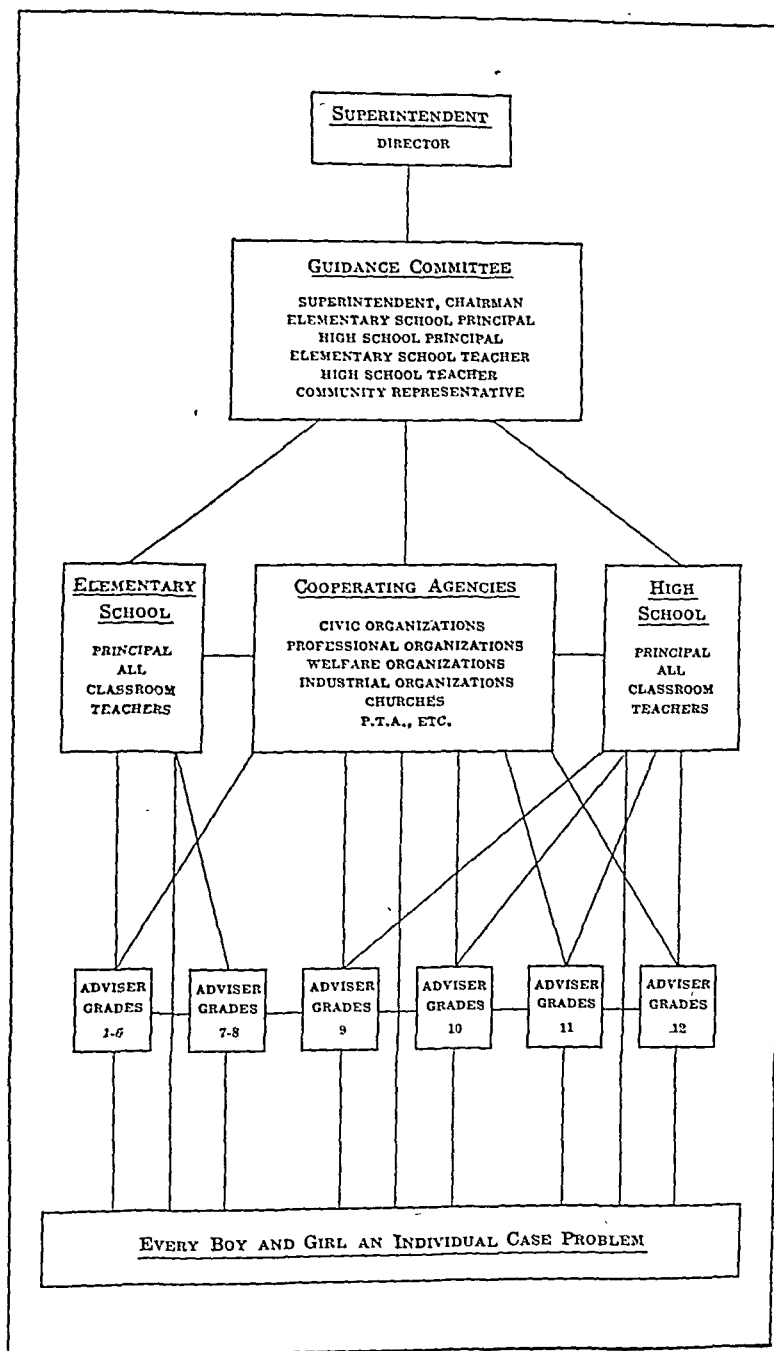 SUPERINTENDENT
DIRECTOR
GUIDANCE COMMITTEE
SUPERINTENDENT, CHAIRMAN
ELEMENTARY SCHOOL PRINCIPAL
HIGH SCHOOL PRINCIPAL
ELEMENTARY SCHOOL TEACHER
HIGH SCHOOL TEACHER
COMMUNITY REPRESENTATIVE
ELEMENTARY
SCHOOL
PRINCIPAL
ALL
CLASSROOM
TEACHERS
COOPERATING AGENCIES
CIVIC ORGANIZATIONS
PROFESSIONAL ORGANIZATIONS
WELFARE ORGANIZATIONS
INDUSTRIAL ORGANIZATIONS
CHURCHES
P.T.A., ETC.
HIGH
SCHOOL
PRINCIPAL
ALL
CLASSROOM
TEACHERS
ADVISER
GRADES
1-6
ADVISER
GRADES
7-8
ADVISER
GRADES
9
ADVISER
GRADES
10
ADVISER
GRADES
11
ADVISER
GRADES
12
EVERY BOY AND GIRL AN INDIVIDUAL CASE PROBLEM